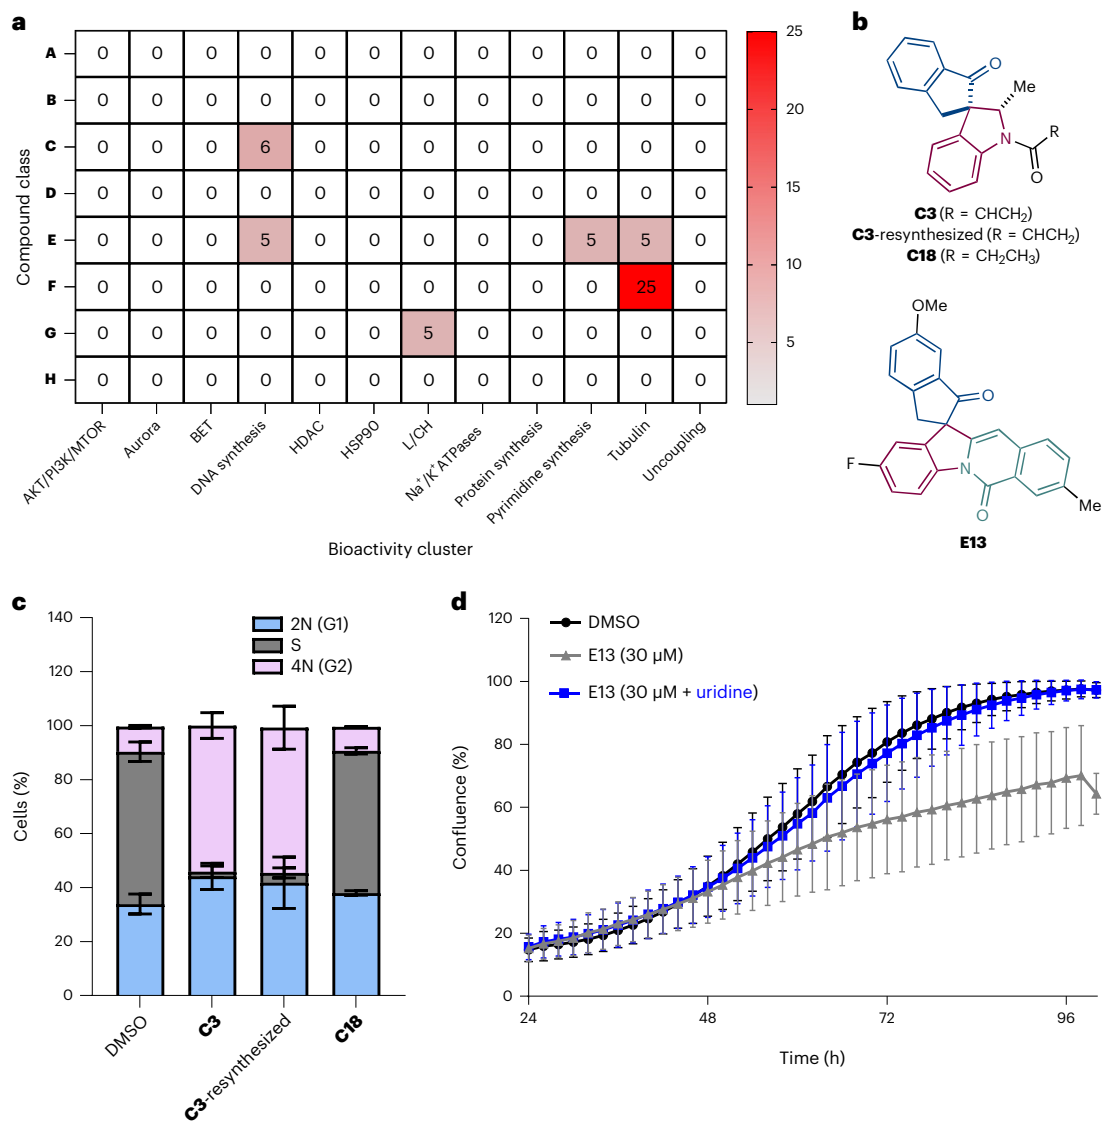 a
Compound class
A 0 0 0 0 0 0 0 0 0 0 0 0
B 0 0 0 0 0 0 0 0 0 0 0 0
C 0 0 0 6 0 0 0 0 0 0 0 0
D 0 0 0 0 0 0 0 0 0 0 0 0
E 0 0 0 5 0 0 0 0 0 5 5 0
F 0 0 0 0 0 0 0 0 0 0 25 0
G 0 0 0 0 0 0 5 0 0 0 0 0
H 0 0 0 0 0 0 0 0 0 0 0 0
AKT/PI3K/MTOR
Aurora
BET
DNA synthesis
HDAC
HSP90
L/CH
Na⁺/K⁺ATPases
Protein synthesis
Pyrimidine synthesis
Tubulin
Uncoupling
Bioactivity cluster
25
20
15
10
5
b
O
Me
N
R
O
C3 (R = CHCH₂)
C3-resynthesized (R = CHCH₂)
C18 (R = CH₂CH₃)
OMe
O
F
N
O
Me
E13
c
Cells (%)
140
120
100
80
60
40
20
0
2N (G1)
S
4N (G2)
DMSO
C3
C3-resynthesized
C18
d
Confluence (%)
120
100
80
60
40
20
0
DMSO
E13 (30 µM)
E13 (30 µM + uridine)
24 48 72 96
Time (h)